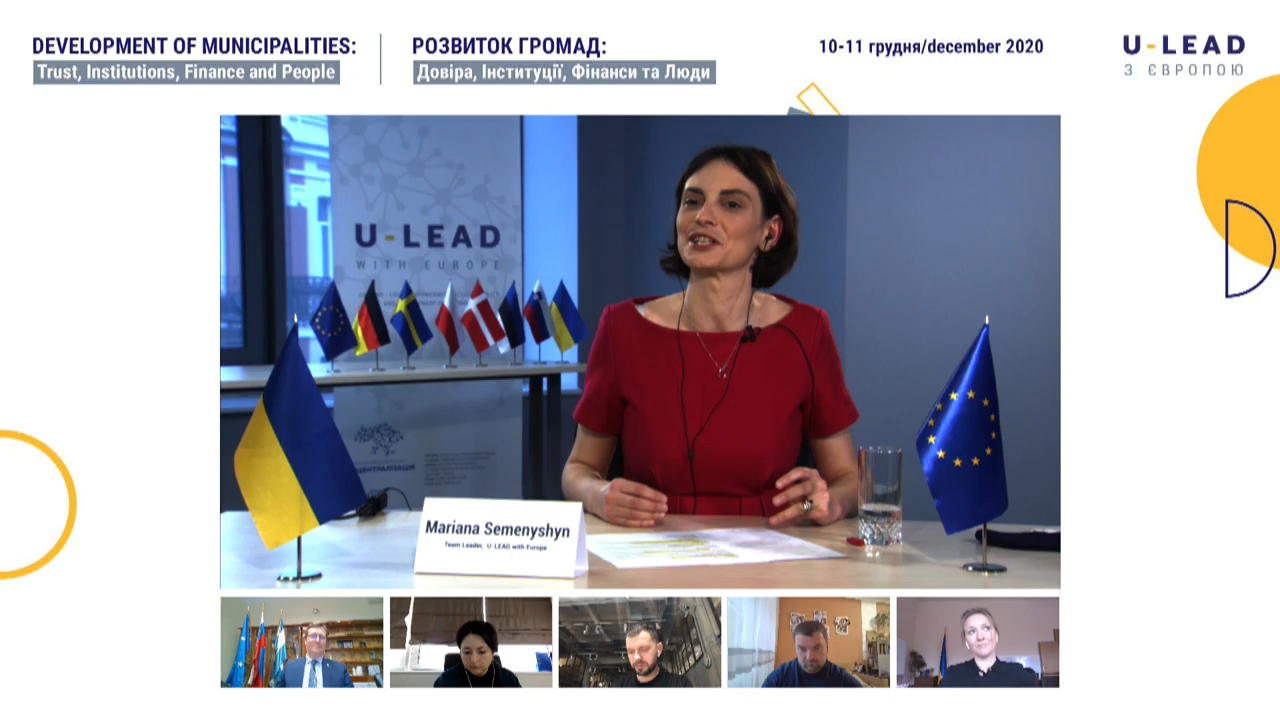 DEVELOPMENT OF MUNICIPALITIES:
Trust, Institutions, Finance and People
РОЗВИТОК ГРОМАД:
Довіра, Інституції, Фінанси та Люди
10-11 грудня/december 2020
U-LEAD
З ЄВРОПОЮ
U-LEAD
WITH EUROPE
Mariana Semenyshyn
Team Leader, U-LEAD with Europe